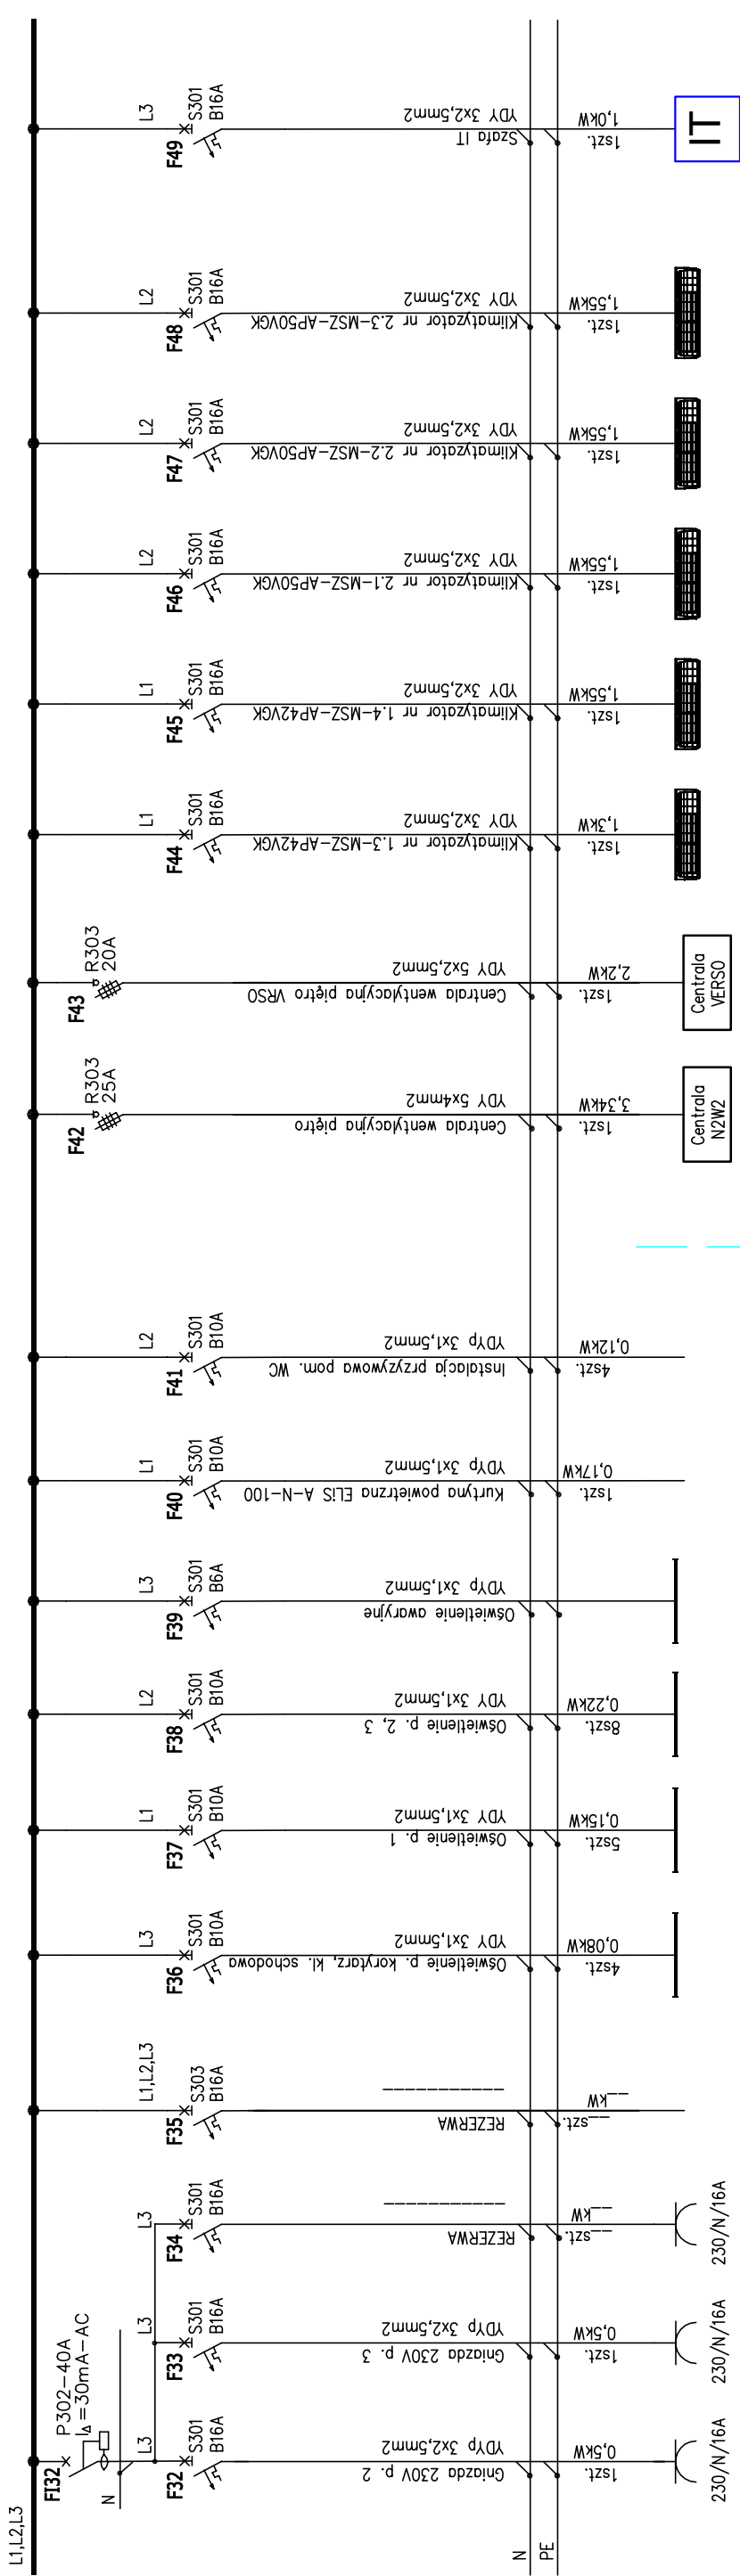 L1,L2,L3
FI32
P302-40A
IΔ=30mA-AC
N
L3
F32
S301
B16A
YDYp 3x2,5mm2
Gniazda 230V p. 2
0,5kW
1szt.
230/N/16A
L3
F33
S301
B16A
YDYp 3x2,5mm2
Gniazda 230V p. 3
0,5kW
1szt.
230/N/16A
L3
F34
S301
B16A
____________
REZERWA
__kW
__szt.
230/N/16A
L1,L2,L3
F35
S303
B16A
____________
REZERWA
__kW
__szt.
L3
F36
S301
B10A
YDY 3x1,5mm2
Oświetlenie p. korytarz, kl. schodowa
0,08kW
4szt.
L1
F37
S301
B10A
YDY 3x1,5mm2
Oświetlenie p. 1
0,15kW
5szt.
L2
F38
S301
B10A
YDY 3x1,5mm2
Oświetlenie p. 2, 3
0,22kW
8szt.
L3
F39
S301
B6A
YDYp 3x1,5mm2
Oświetlenie awaryjne
L1
F40
S301
B10A
YDYp 3x1,5mm2
Kurtyna powietrzna ELiS A-N-100
0,17kW
1szt.
L2
F41
S301
B10A
YDYp 3x1,5mm2
Instalacja przyzywowa pom. WC
0,12kW
4szt.
F42
R303
25A
YDY 5x4mm2
Centrala wentylacyjna piętro
3,34kW
1szt.
Centrala
N2W2
F43
R303
20A
YDY 5x2,5mm2
Centrala wentylacyjna piętro VRSO
2,2kW
1szt.
Centrala
VERSO
L1
F44
S301
B16A
YDY 3x2,5mm2
Klimatyzator nr 1.3-MSZ-AP42VGK
1,3kW
1szt.
L1
F45
S301
B16A
YDY 3x2,5mm2
Klimatyzator nr 1.4-MSZ-AP42VGK
1,55kW
1szt.
L2
F46
S301
B16A
YDY 3x2,5mm2
Klimatyzator nr 2.1-MSZ-AP50VGK
1,55kW
1szt.
L2
F47
S301
B16A
YDY 3x2,5mm2
Klimatyzator nr 2.2-MSZ-AP50VGK
1,55kW
1szt.
L2
F48
S301
B16A
YDY 3x2,5mm2
Klimatyzator nr 2.3-MSZ-AP50VGK
1,55kW
1szt.
L3
F49
S301
B16A
YDY 3x2,5mm2
Szafa IT
1,0kW
1szt.
IT
N
PE